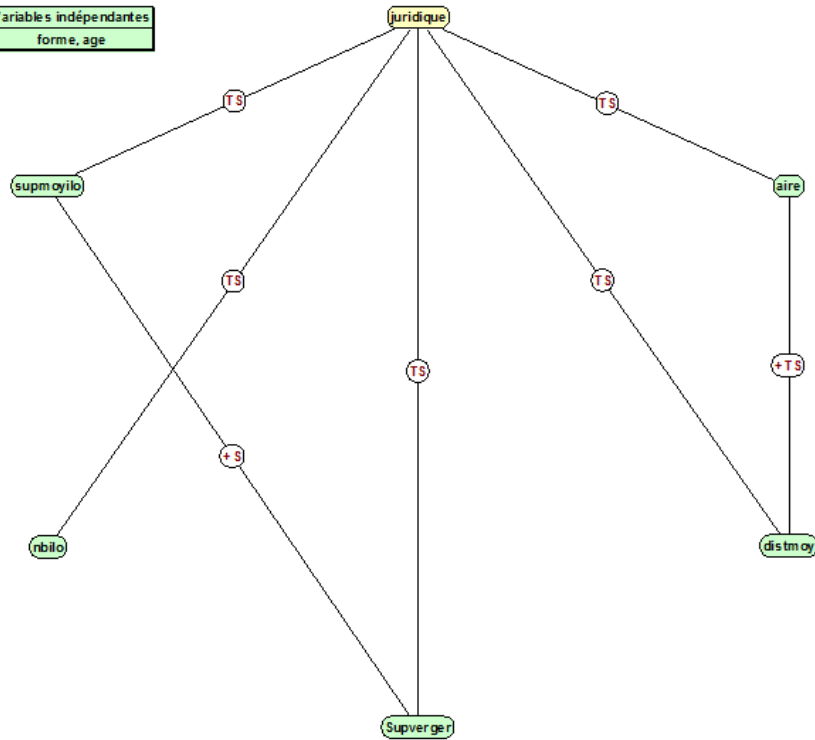 juridique
ariables indépendantes
forme, age
TS
TS
supmoyilo
aire
TS
TS
+ TS
TS
+ S
nbilo
distmoy
Supverger